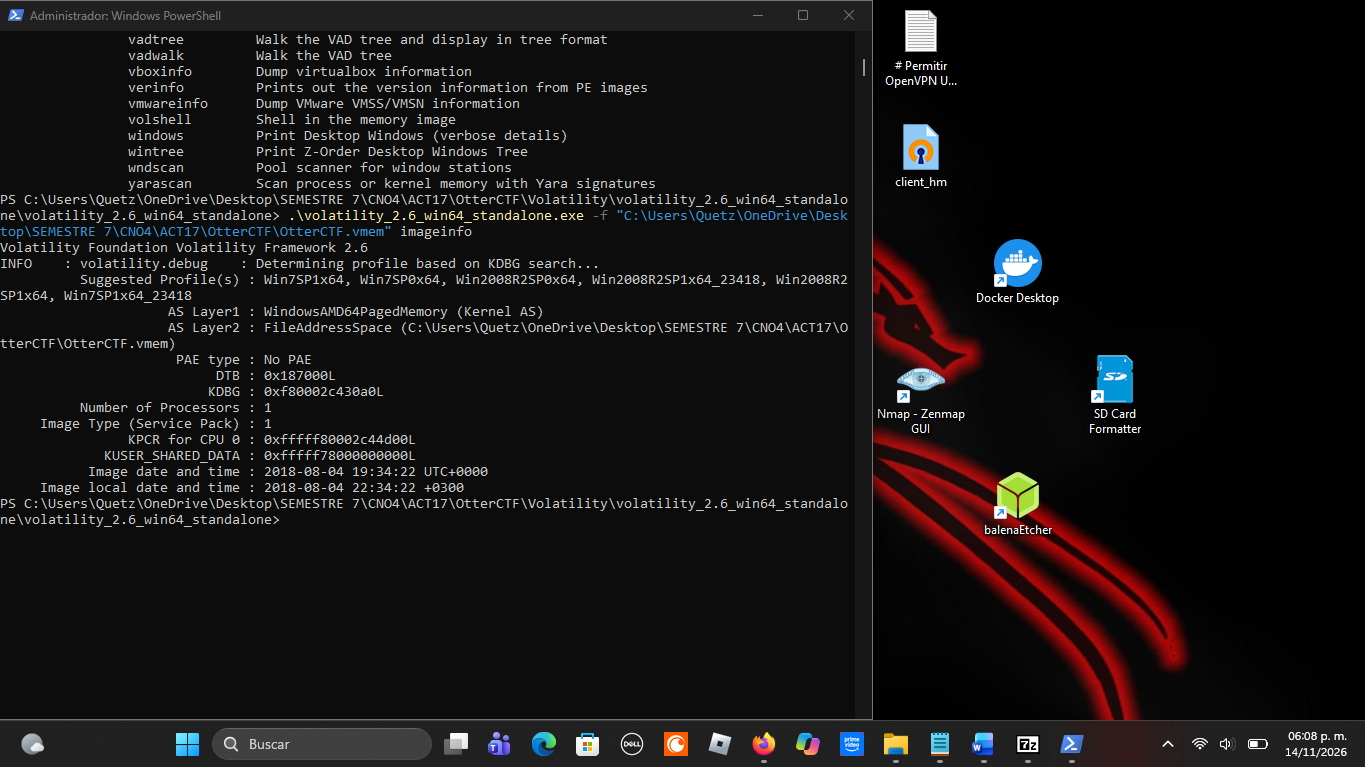 Administrador: Windows PowerShell
vadtree Walk the VAD tree and display in tree format
vadwalk Walk the VAD tree
vboxinfo Dump virtualbox information
verinfo Prints out the version information from PE images
vmwareinfo Dump VMware VMSS/VMSN information
volshell Shell in the memory image
windows Print Desktop Windows (verbose details)
wintree Print Z-Order Desktop Windows Tree
wndscan Pool scanner for window stations
yarascan Scan process or kernel memory with Yara signatures
PS C:\Users\Quetz\OneDrive\Desktop\SEMESTRE 7\CNO4\ACT17\OtterCTF\Volatility\volatility_2.6_win64_standalo
ne\volatility_2.6_win64_standalone> .\volatility_2.6_win64_standalone.exe -f "C:\Users\Quetz\OneDrive\Desk
top\SEMESTRE 7\CNO4\ACT17\OtterCTF\OtterCTF.vmem" imageinfo
Volatility Foundation Volatility Framework 2.6
INFO    : volatility.debug    : Determining profile based on KDBG search...
Suggested Profile(s) : Win7SP1x64, Win7SP0x64, Win2008R2SP0x64, Win2008R2SP1x64_23418, Win2008R2
SP1x64, Win7SP1x64_23418
AS Layer1 : WindowsAMD64PagedMemory (Kernel AS)
AS Layer2 : FileAddressSpace (C:\Users\Quetz\OneDrive\Desktop\SEMESTRE 7\CNO4\ACT17\O
tterCTF\OtterCTF.vmem)
PAE type : No PAE
DTB : 0x187000L
KDBG : 0xf80002c430a0L
Number of Processors : 1
Image Type (Service Pack) : 1
KPCR for CPU 0 : 0xfffff80002c44d00L
KUSER_SHARED_DATA : 0xfffff78000000000L
Image date and time : 2018-08-04 19:34:22 UTC+0000
Image local date and time : 2018-08-04 22:34:22 +0300
PS C:\Users\Quetz\OneDrive\Desktop\SEMESTRE 7\CNO4\ACT17\OtterCTF\Volatility\volatility_2.6_win64_standalo
ne\volatility_2.6_win64_standalone>
# Permitir
OpenVPN U...
client_hm
Docker Desktop
Nmap - Zenmap
GUI
SD
SD Card
Formatter
balenaEtcher
Buscar
DELL
prime
video
7z
06:08 p. m.
14/11/2026